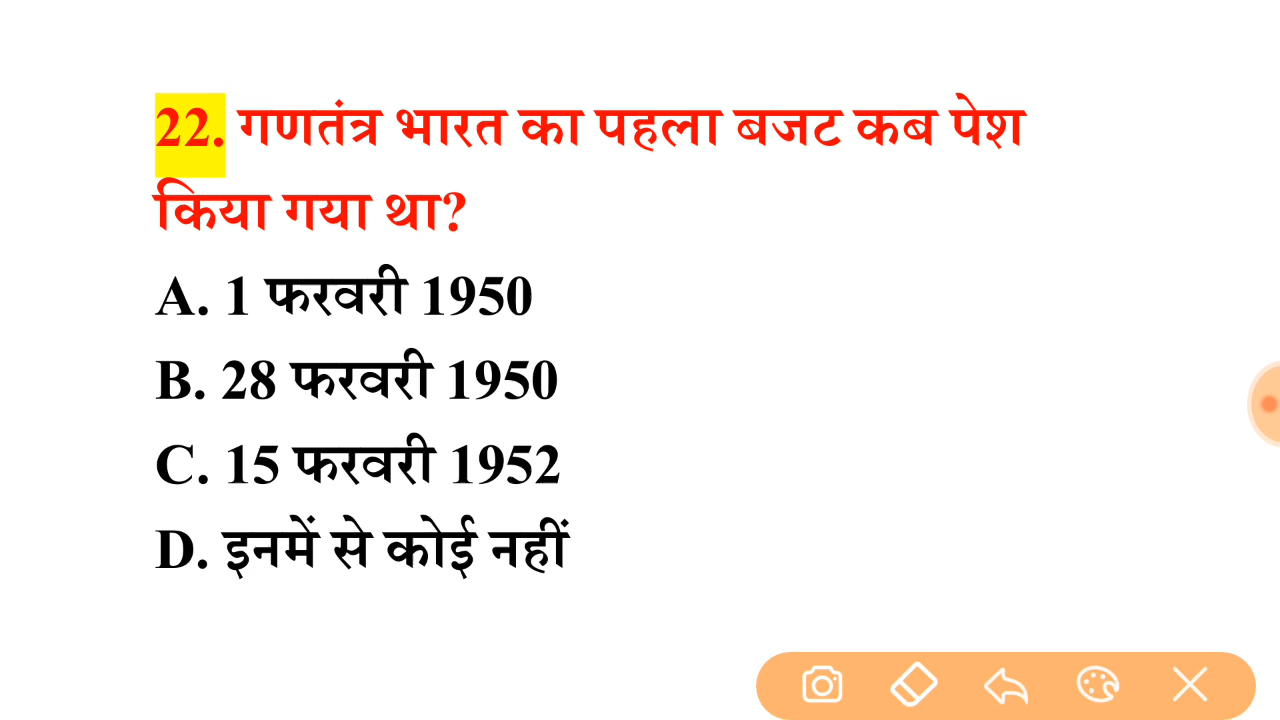 22. गणतंत्र भारत का पहला बजट कब पेश
किया गया था?
A. 1 फरवरी 1950
B. 28 फरवरी 1950
C. 15 फरवरी 1952
D. इनमें से कोई नहीं